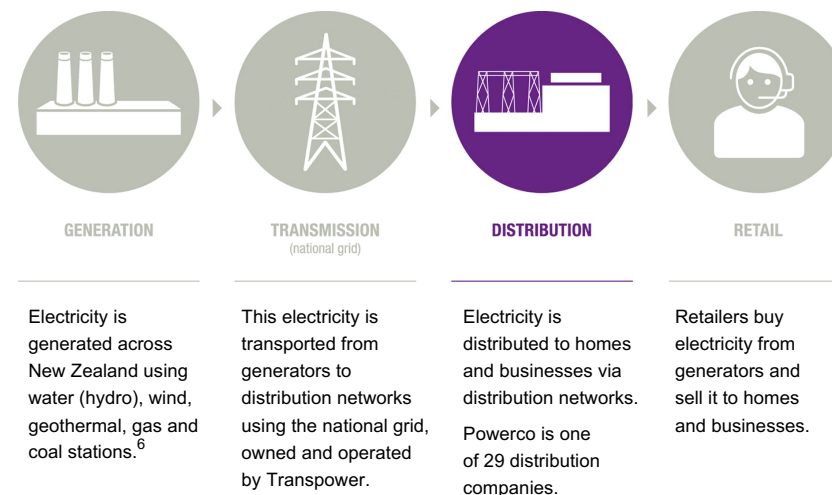 GENERATION
Electricity is
generated across
New Zealand using
water (hydro), wind,
geothermal, gas and
coal stations.6
TRANSMISSION
(national grid)
This electricity is
transported from
generators to
distribution networks
using the national grid,
owned and operated
by Transpower.
DISTRIBUTION
Electricity is
distributed to homes
and businesses via
distribution networks.
Powerco is one
of 29 distribution
companies.
RETAIL
Retailers buy
electricity from
generators and
sell it to homes
and businesses.